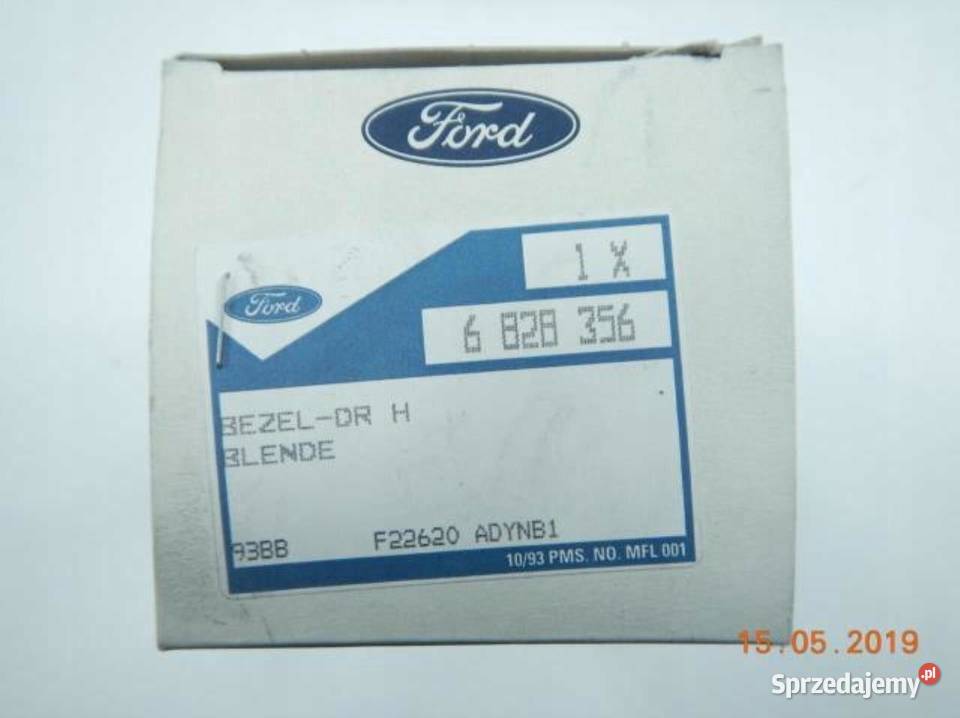 Ford
1 X
Ford
6 828 356
BEZEL-DR H
BLENDE
93BB F22620 ADYNB1
10/93 PMS. NO. MFL 001
15.05.2019
Sprzedajemy.pl